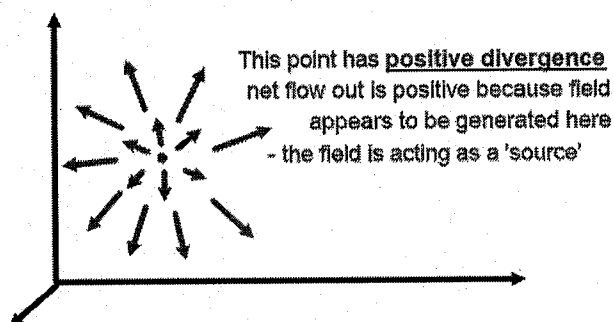 This point has positive divergence
net flow out is positive because field
appears to be generated here
- the field is acting as a 'source'